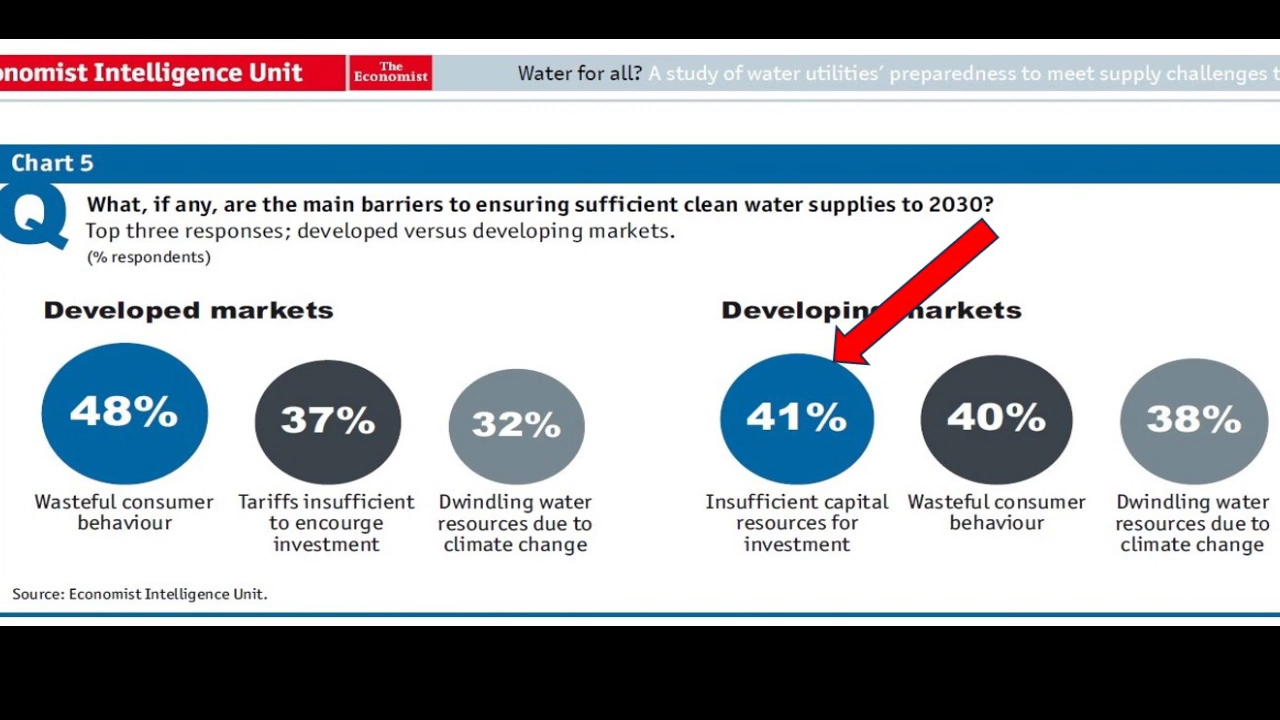 onomist Intelligence Unit
The
Economist
Water for all? A study of water utilities’ preparedness to meet supply challenges t
Chart 5
Q
What, if any, are the main barriers to ensuring sufficient clean water supplies to 2030?
Top three responses; developed versus developing markets.
(% respondents)
Developed markets
48%
37%
32%
Wasteful consumer
behaviour
Tariffs insufficient
to encourge
investment
Dwindling water
resources due to
climate change
Developing markets
41%
40%
38%
Insufficient capital
resources for
investment
Wasteful consumer
behaviour
Dwindling water
resources due to
climate change
Source: Economist Intelligence Unit.